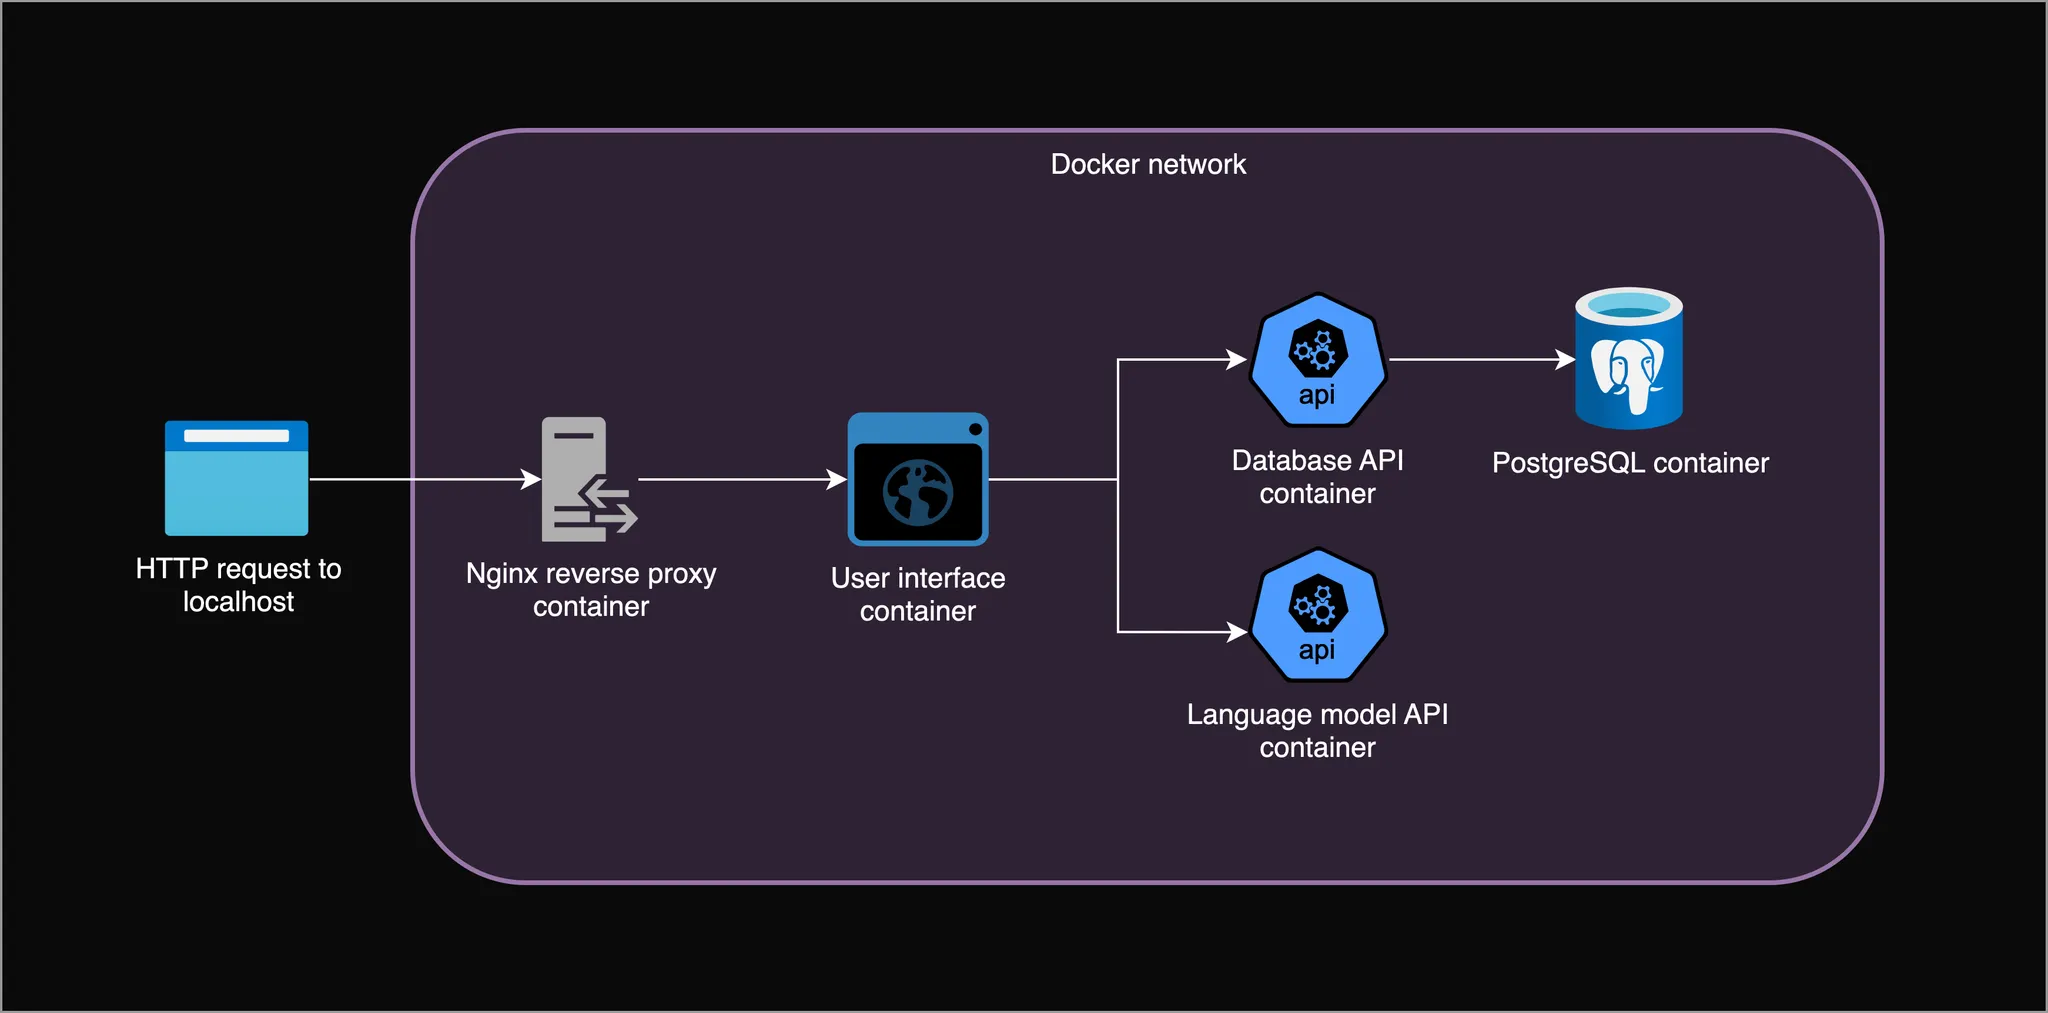 Docker network
HTTP request to
localhost
Nginx reverse proxy
container
User interface
container
api
Database API
container
PostgreSQL container
api
Language model API
container